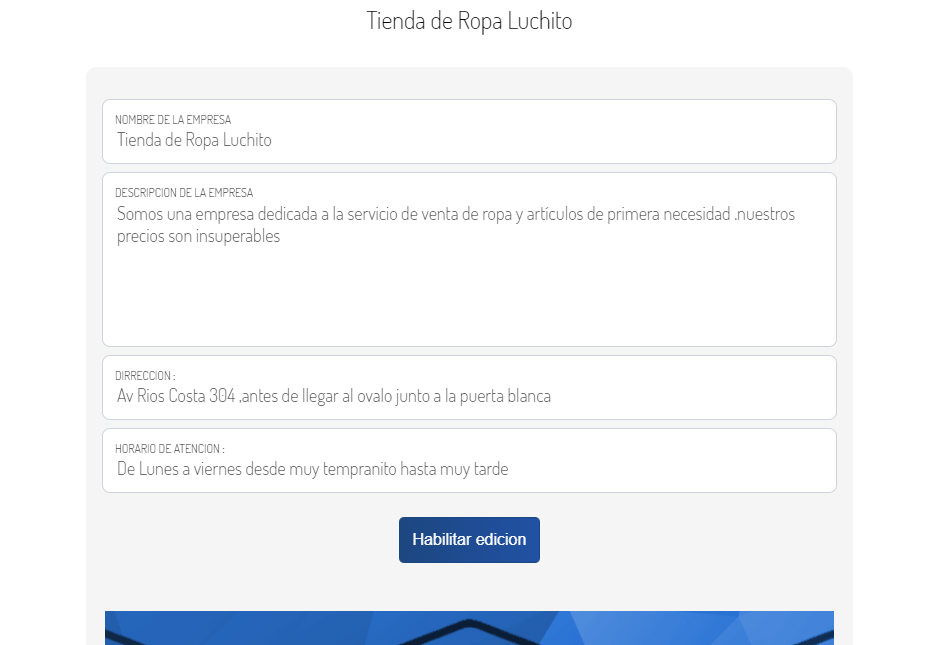 Tienda de Ropa Luchito
NOMBRE DE LA EMPRESA
Tienda de Ropa Luchito
DESCRIPCION DE LA EMPRESA
Somos una empresa dedicada a la servicio de venta de ropa y artículos de primera necesidad .nuestros
precios son insuperables
DIRRECCION :
Av Rios Costa 304 ,antes de llegar al ovalo junto a la puerta blanca
HORARIO DE ATENCION :
De Lunes a viernes desde muy tempranito hasta muy tarde
Habilitar edicion